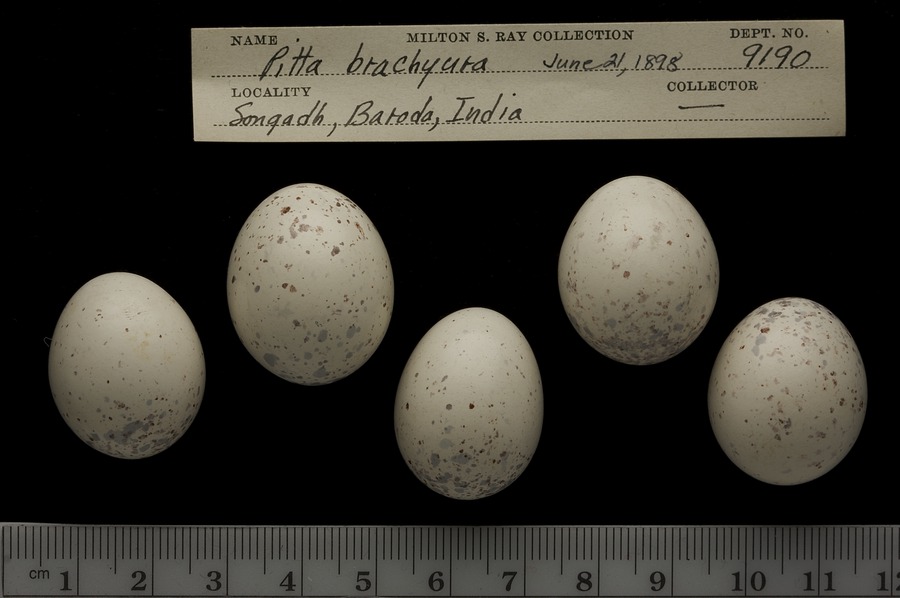 NAME MILTON S. RAY COLLECTION DEPT. NO.
Pitta brachyura June 21, 1898 9190
LOCALITY COLLECTOR
Songadh, Baroda, India —
cm 1 2 3 4 5 6 7 8 9 10 11 12